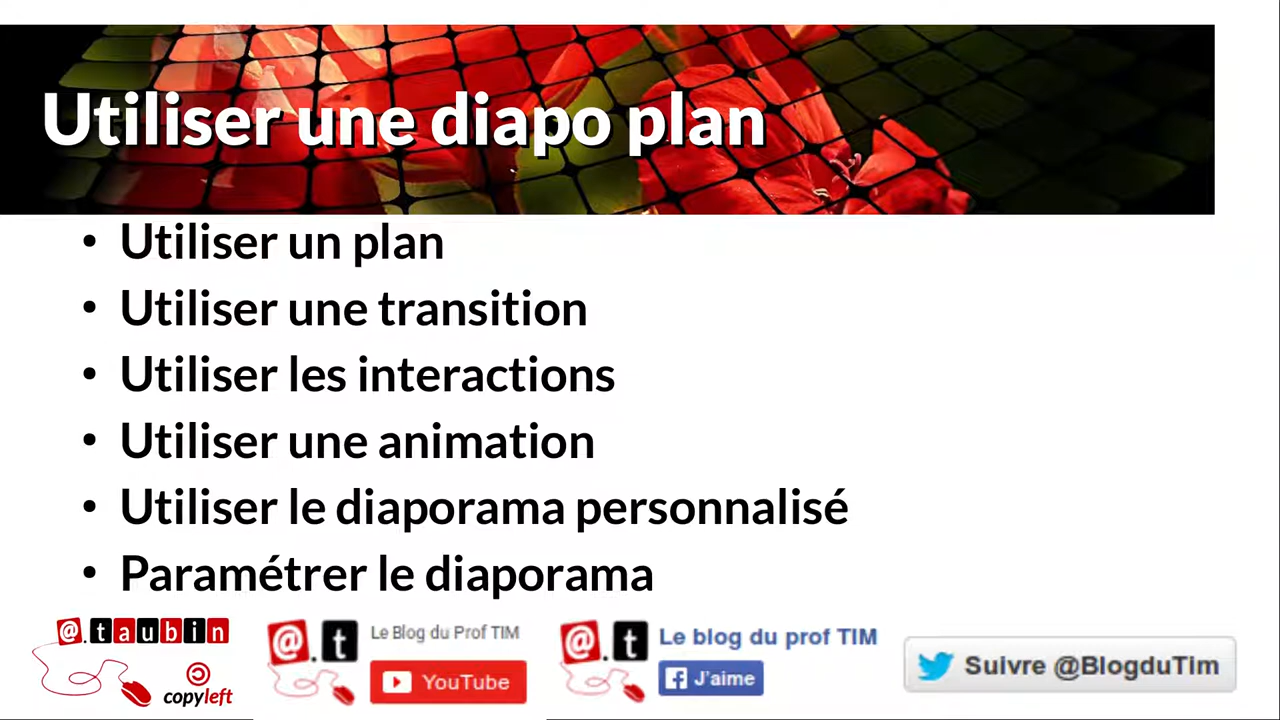 Utiliser une diapo plan
• Utiliser un plan
• Utiliser une transition
• Utiliser les interactions
• Utiliser une animation
• Utiliser le diaporama personnalisé
• Paramétrer le diaporama
@.taubin
copyleft
@.t
Le Blog du Prof TIM
YouTube
@.t
Le blog du prof TIM
J'aime
Suivre @BlogduTim